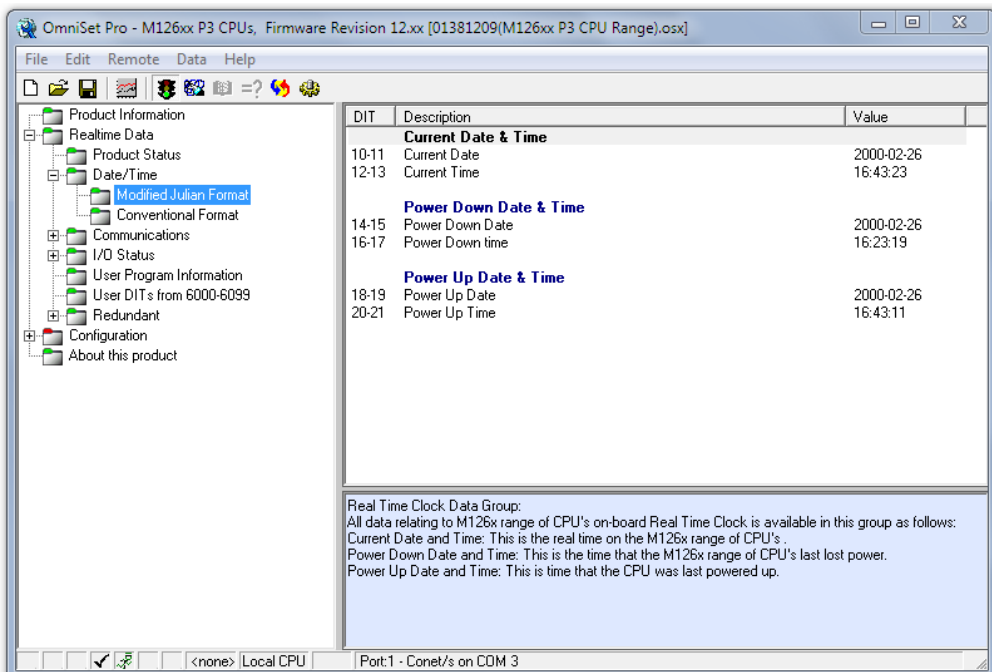 OmniSet Pro - M126xx P3 CPUs, Firmware Revision 12.xx [01381209(M126xx P3 CPU Range).osx]
File Edit Remote Data Help
=?
Product Information
Realtime Data
Product Status
Date/Time
Modified Julian Format
Conventional Format
Communications
I/O Status
User Program Information
User DITs from 6000-6099
Redundant
Configuration
About this product
DIT Description Value
Current Date & Time
10-11 Current Date 2000-02-26
12-13 Current Time 16:43:23
Power Down Date & Time
14-15 Power Down Date 2000-02-26
16-17 Power Down time 16:23:19
Power Up Date & Time
18-19 Power Up Date 2000-02-26
20-21 Power Up Time 16:43:11
Real Time Clock Data Group:
All data relating to M126x range of CPU's on-board Real Time Clock is available in this group as follows:
Current Date and Time: This is the real time on the M126x range of CPU's .
Power Down Date and Time: This is the time that the M126x range of CPU's last lost power.
Power Up Date and Time: This is time that the CPU was last powered up.
<none> Local CPU Port:1 - Conet/s on COM 3